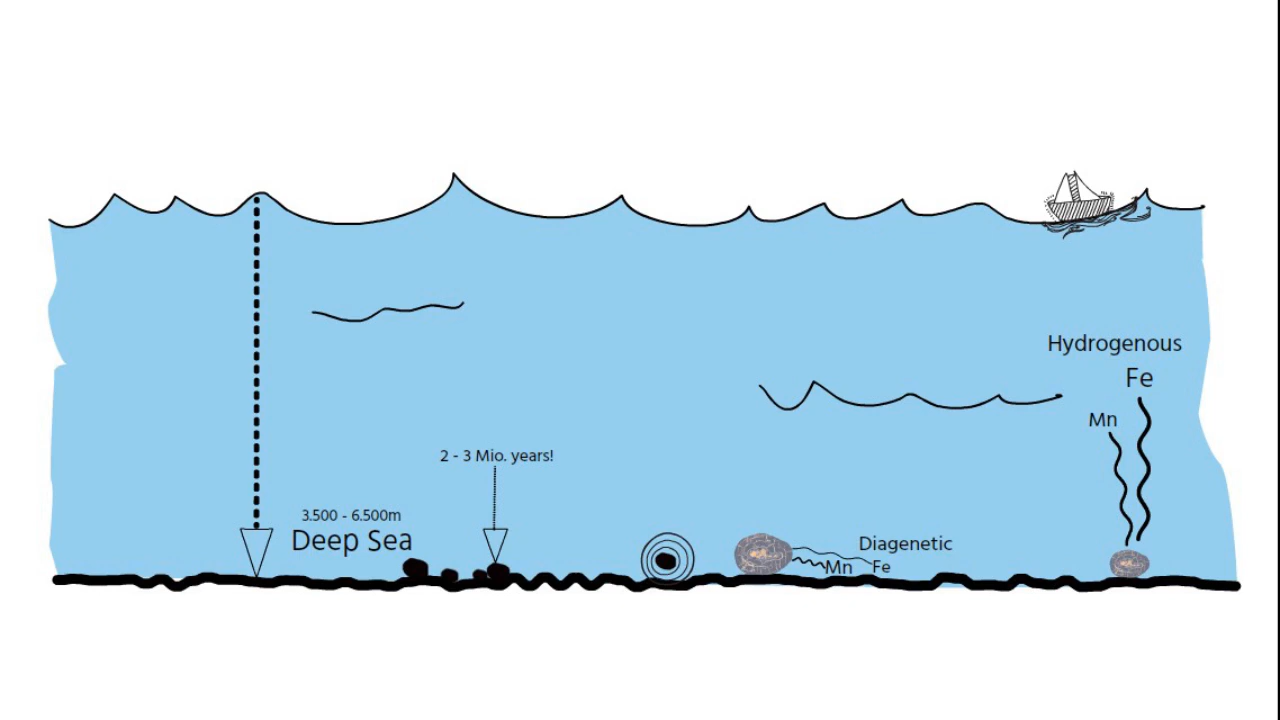 Hydrogenous
Fe
Mn
2 - 3 Mio. years!
3.500 - 6.500m
Deep Sea
Diagenetic
Mn Fe